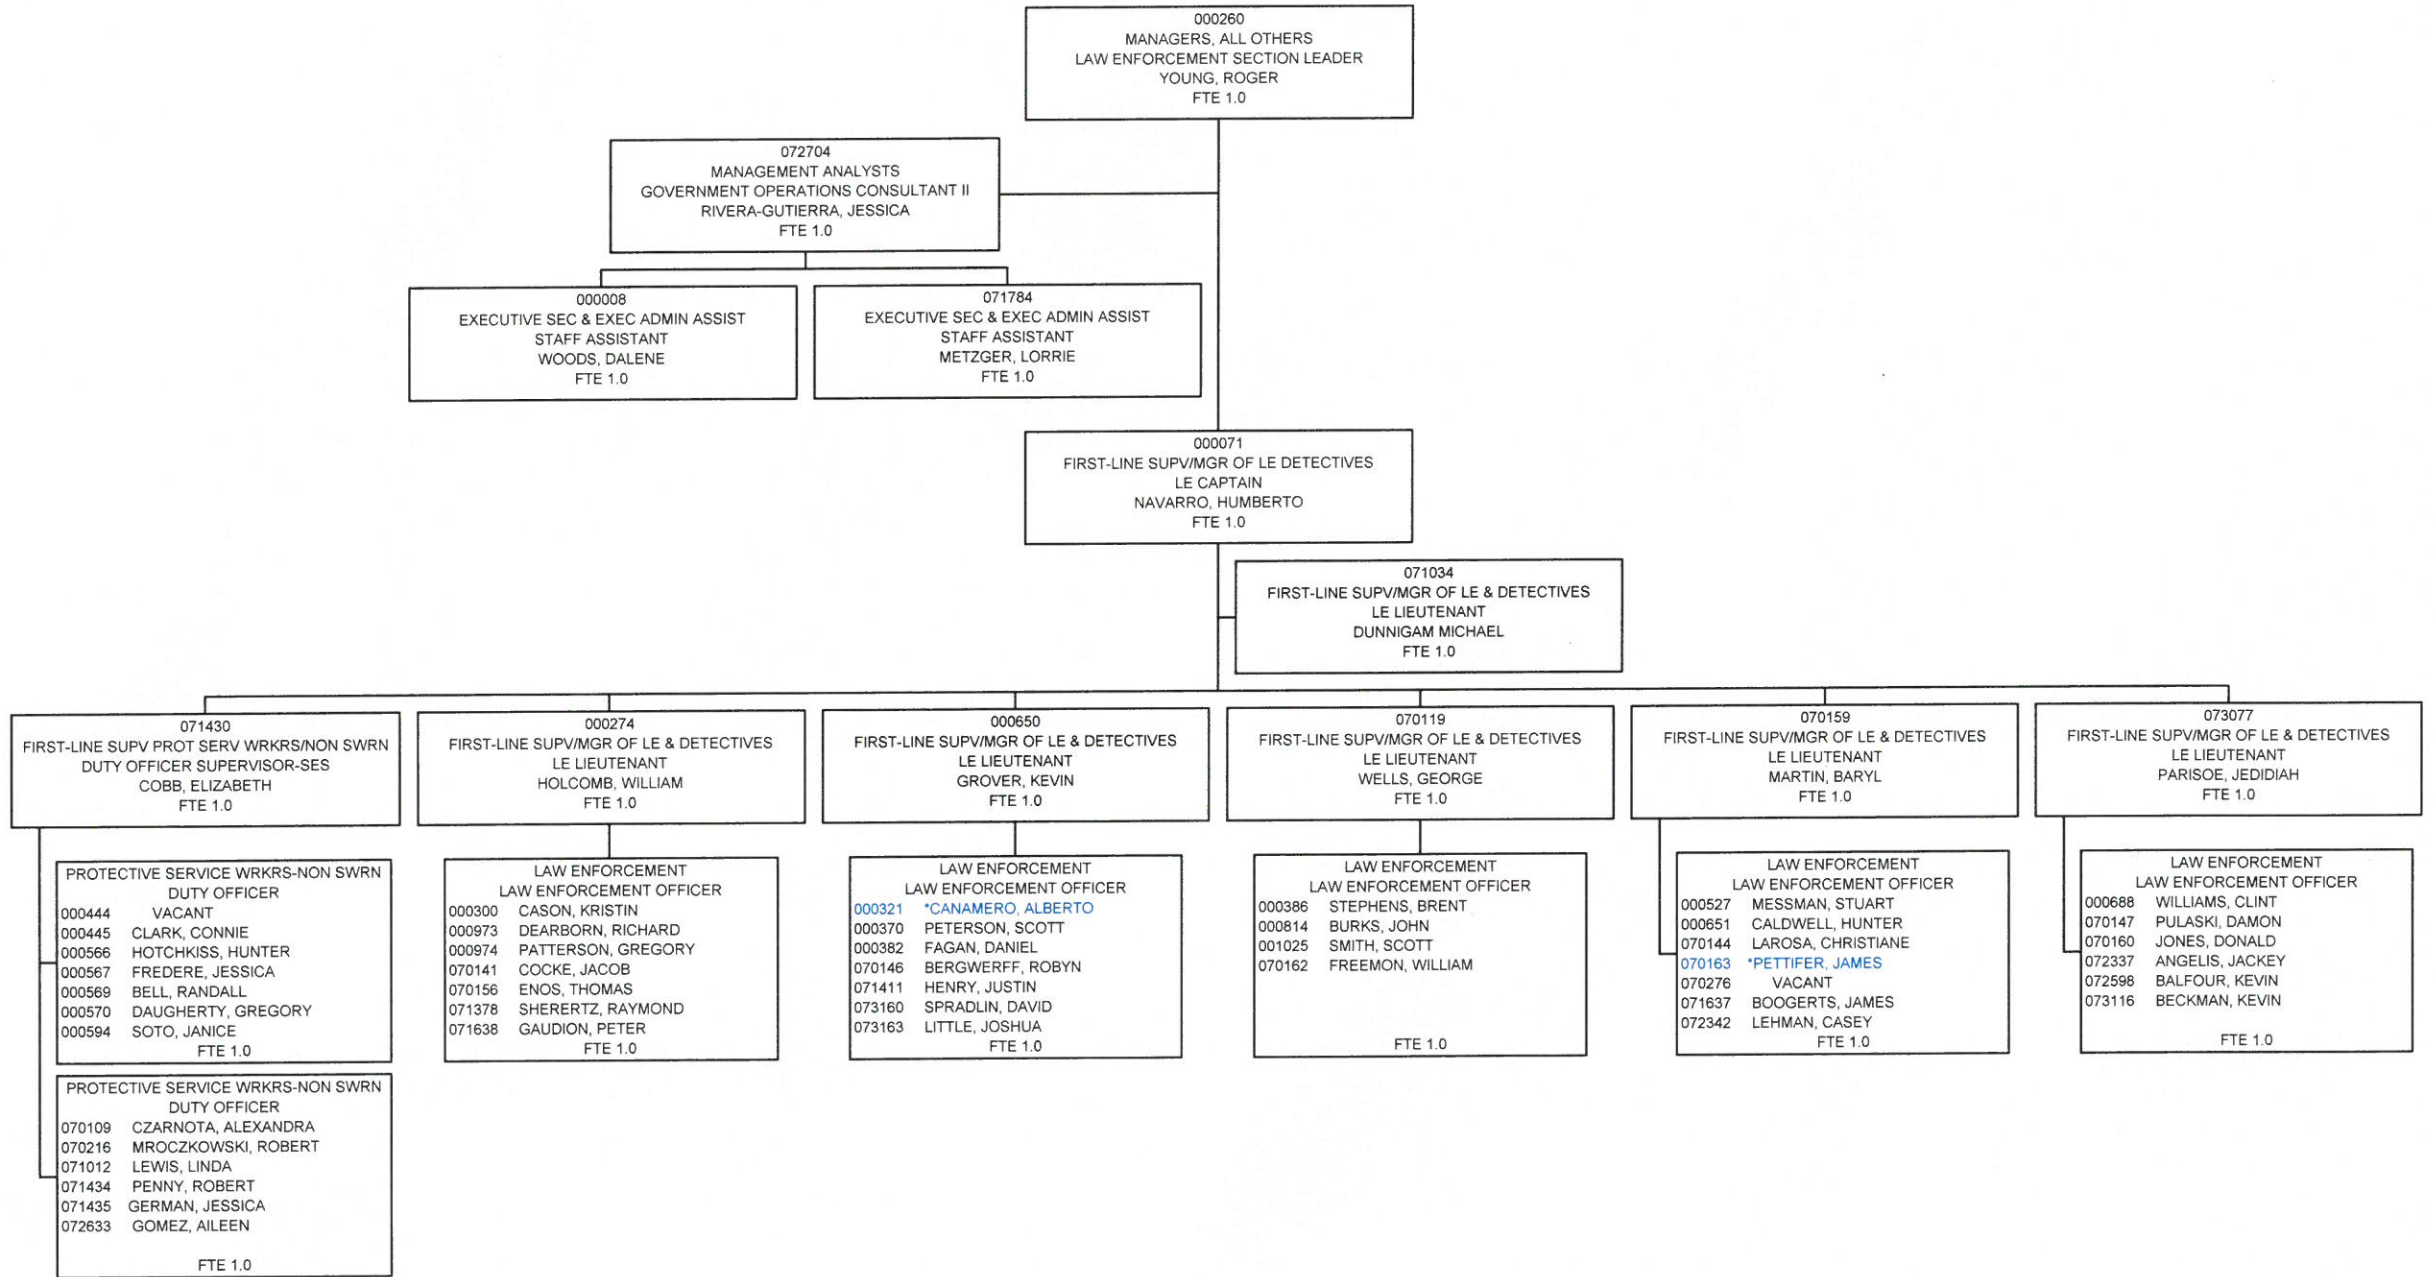 000260
MANAGERS, ALL OTHERS
LAW ENFORCEMENT SECTION LEADER
YOUNG, ROGER
FTE 1.0
072704
MANAGEMENT ANALYSTS
GOVERNMENT OPERATIONS CONSULTANT II
RIVERA-GUTIERRA, JESSICA
FTE 1.0
000008
EXECUTIVE SEC & EXEC ADMIN ASSIST
STAFF ASSISTANT
WOODS, DALENE
FTE 1.0
071784
EXECUTIVE SEC & EXEC ADMIN ASSIST
STAFF ASSISTANT
METZGER, LORRIE
FTE 1.0
000071
FIRST-LINE SUPV/MGR OF LE DETECTIVES
LE CAPTAIN
NAVARRO, HUMBERTO
FTE 1.0
071034
FIRST-LINE SUPV/MGR OF LE & DETECTIVES
LE LIEUTENANT
DUNNIGAM MICHAEL
FTE 1.0
071430
FIRST-LINE SUPV PROT SERV WRKRS/NON SWRN
DUTY OFFICER SUPERVISOR-SES
COBB, ELIZABETH
FTE 1.0
000274
FIRST-LINE SUPV/MGR OF LE & DETECTIVES
LE LIEUTENANT
HOLCOMB, WILLIAM
FTE 1.0
000650
FIRST-LINE SUPV/MGR OF LE & DETECTIVES
LE LIEUTENANT
GROVER, KEVIN
FTE 1.0
070119
FIRST-LINE SUPV/MGR OF LE & DETECTIVES
LE LIEUTENANT
WELLS, GEORGE
FTE 1.0
070159
FIRST-LINE SUPV/MGR OF LE & DETECTIVES
LE LIEUTENANT
MARTIN, BARYL
FTE 1.0
073077
FIRST-LINE SUPV/MGR OF LE & DETECTIVES
LE LIEUTENANT
PARISOE, JEDIDIAH
FTE 1.0
PROTECTIVE SERVICE WRKRS-NON SWRN
DUTY OFFICER
000444 VACANT
000445 CLARK, CONNIE
000566 HOTCHKISS, HUNTER
000567 FREDERE, JESSICA
000569 BELL, RANDALL
000570 DAUGHERTY, GREGORY
000594 SOTO, JANICE
FTE 1.0
PROTECTIVE SERVICE WRKRS-NON SWRN
DUTY OFFICER
070109 CZARNOTA, ALEXANDRA
070216 MROCZKOWSKI, ROBERT
071012 LEWIS, LINDA
071434 PENNY, ROBERT
071435 GERMAN, JESSICA
072633 GOMEZ, AILEEN
FTE 1.0
LAW ENFORCEMENT
LAW ENFORCEMENT OFFICER
000300 CASON, KRISTIN
000973 DEARBORN, RICHARD
000974 PATTERSON, GREGORY
070141 COCKE, JACOB
070156 ENOS, THOMAS
071378 SHERERTZ, RAYMOND
071638 GAUDION, PETER
FTE 1.0
LAW ENFORCEMENT
LAW ENFORCEMENT OFFICER
000321 *CANAMERO, ALBERTO
000370 PETERSON, SCOTT
000382 FAGAN, DANIEL
070146 BERGWERFF, ROBYN
071411 HENRY, JUSTIN
073160 SPRADLIN, DAVID
073163 LITTLE, JOSHUA
FTE 1.0
LAW ENFORCEMENT
LAW ENFORCEMENT OFFICER
000386 STEPHENS, BRENT
000814 BURKS, JOHN
001025 SMITH, SCOTT
070162 FREEMON, WILLIAM
FTE 1.0
LAW ENFORCEMENT
LAW ENFORCEMENT OFFICER
000527 MESSMAN, STUART
000651 CALDWELL, HUNTER
070144 LAROSA, CHRISTIANE
070163 *PETTIFER, JAMES
070276 VACANT
071637 BOOGERTS, JAMES
072342 LEHMAN, CASEY
FTE 1.0
LAW ENFORCEMENT
LAW ENFORCEMENT OFFICER
000688 WILLIAMS, CLINT
070147 PULASKI, DAMON
070160 JONES, DONALD
072337 ANGELIS, JACKEY
072598 BALFOUR, KEVIN
073116 BECKMAN, KEVIN
FTE 1.0